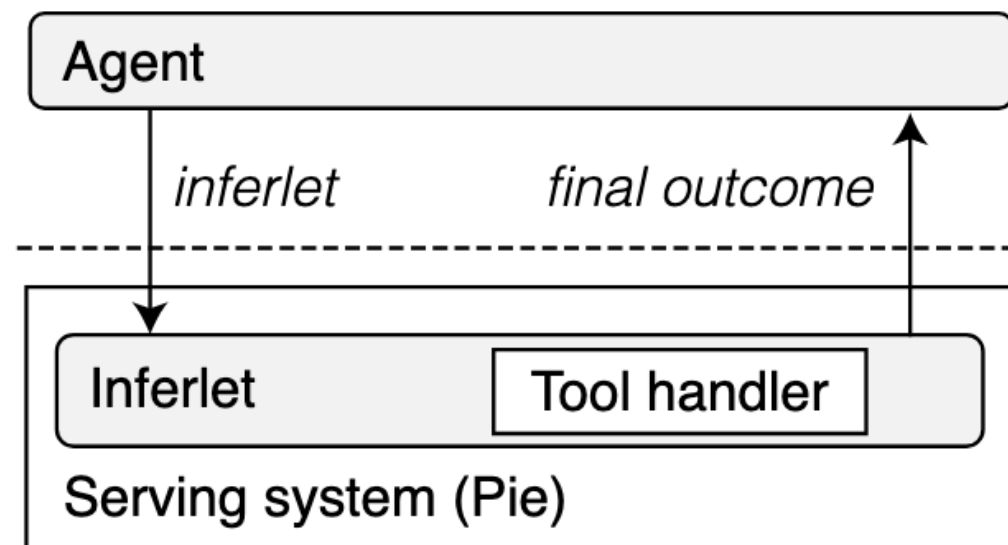 Agent
inferlet final outcome
Inferlet Tool handler
Serving system (Pie)